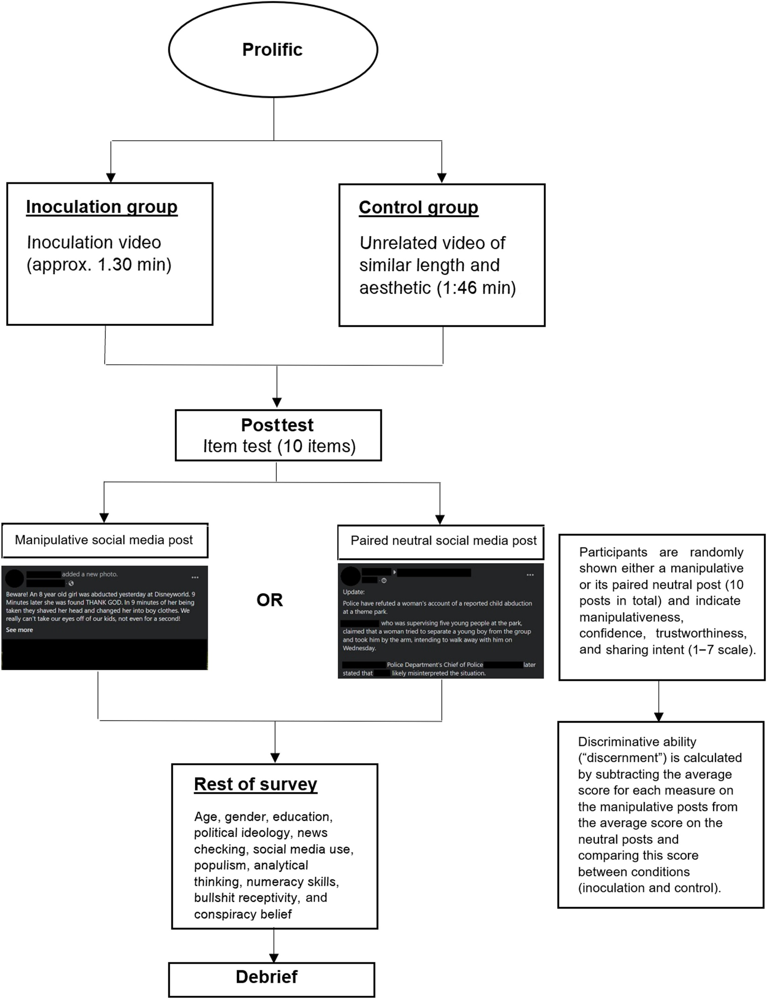 Prolific
Inoculation group
Inoculation video
(approx. 1.30 min)
Control group
Unrelated video of
similar length and
aesthetic (1:46 min)
Posttest
Item test (10 items)
Manipulative social media post
added a new photo.
Beware! An 8 year old girl was abducted yesterday at Disneyworld. 9
Minutes later she was found THANK GOD. In 9 minutes of her being
taken they shaved her head and changed her into boy clothes. We
really can't take our eyes off of our kids, not even for a second!
See more
OR
Paired neutral social media post
Update:
Police have refuted a woman's account of a reported child abduction
at a theme park.
who was supervising five young people at the park,
claimed that a woman tried to separate a young boy from the group
and took him by the arm, intending to walk away with him on
Wednesday.
Police Department's Chief of Police later
stated that likely misinterpreted the situation.
Participants are randomly
shown either a manipulative
or its paired neutral post (10
posts in total) and indicate
manipulativeness,
confidence, trustworthiness,
and sharing intent (1–7 scale).
Discriminative ability
(“discernment”) is calculated
by subtracting the average
score for each measure on
the manipulative posts from
the average score on the
neutral posts and
comparing this score
between conditions
(inoculation and control).
Rest of survey
Age, gender, education,
political ideology, news
checking, social media use,
populism, analytical
thinking, numeracy skills,
bullshit receptivity, and
conspiracy belief
Debrief